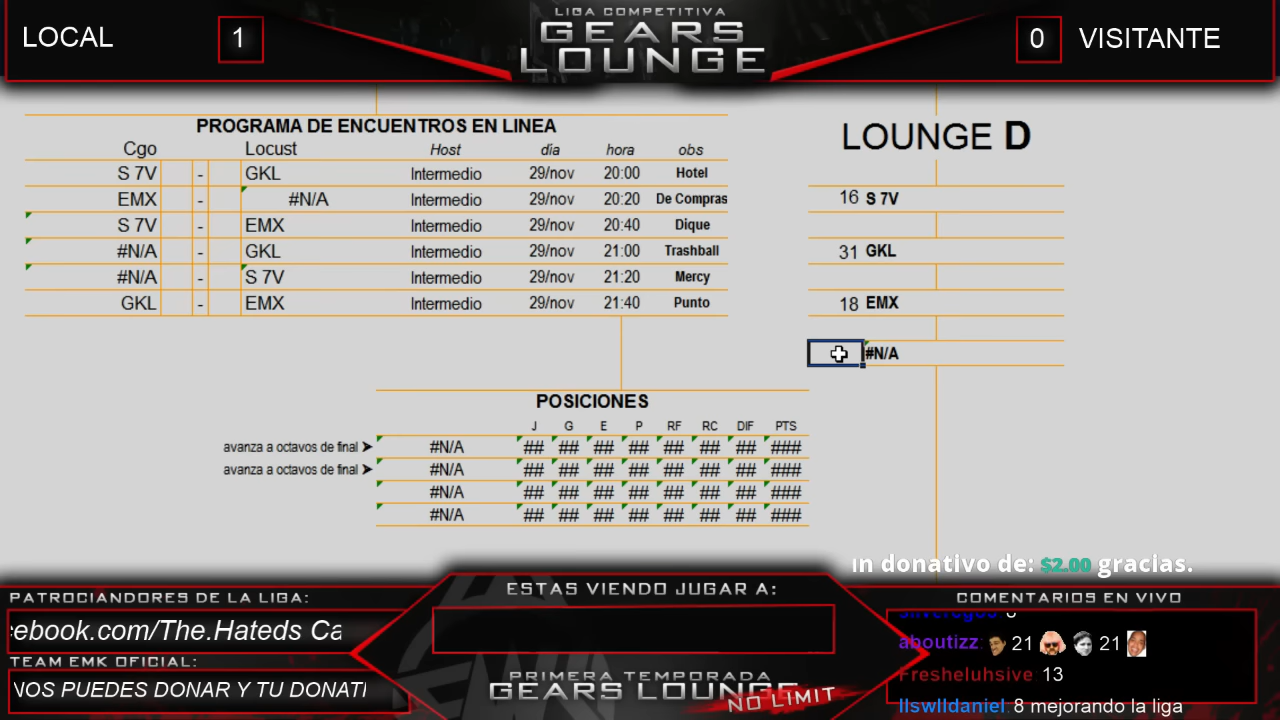 LOCAL 1
LIGA COMPETITIVA
GEARS
LOUNGE
0 VISITANTE
PROGRAMA DE ENCUENTROS EN LINEA
Cgo Locust Host día hora obs
S 7V - GKL Intermedio 29/nov 20:00 Hotel
EMX - #N/A Intermedio 29/nov 20:20 De Compras
S 7V - EMX Intermedio 29/nov 20:40 Dique
#N/A - GKL Intermedio 29/nov 21:00 Trashball
#N/A - S 7V Intermedio 29/nov 21:20 Mercy
GKL - EMX Intermedio 29/nov 21:40 Punto
LOUNGE D
16 S 7V
31 GKL
18 EMX
#N/A
POSICIONES
J G E P RF RC DIF PTS
avanza a octavos de final ➤ #N/A ## ## ## ## ## ## ## ###
avanza a octavos de final ➤ #N/A ## ## ## ## ## ## ## ###
#N/A ## ## ## ## ## ## ## ###
#N/A ## ## ## ## ## ## ## ###
donativo de: $2.00 gracias.
PATROCIANDORES DE LA LIGA:
ebook.com/The.Hateds Ca
TEAM EMK OFICIAL:
NOS PUEDES DONAR Y TU DONATI
ESTAS VIENDO JUGAR A:
PRIMERA TEMPORADA
GEARS LOUNGE
NO LIMIT
COMENTARIOS EN VIVO
aboutizz: 21 21
Fresheluhsive 13
llswlldaniel: 8 mejorando la liga